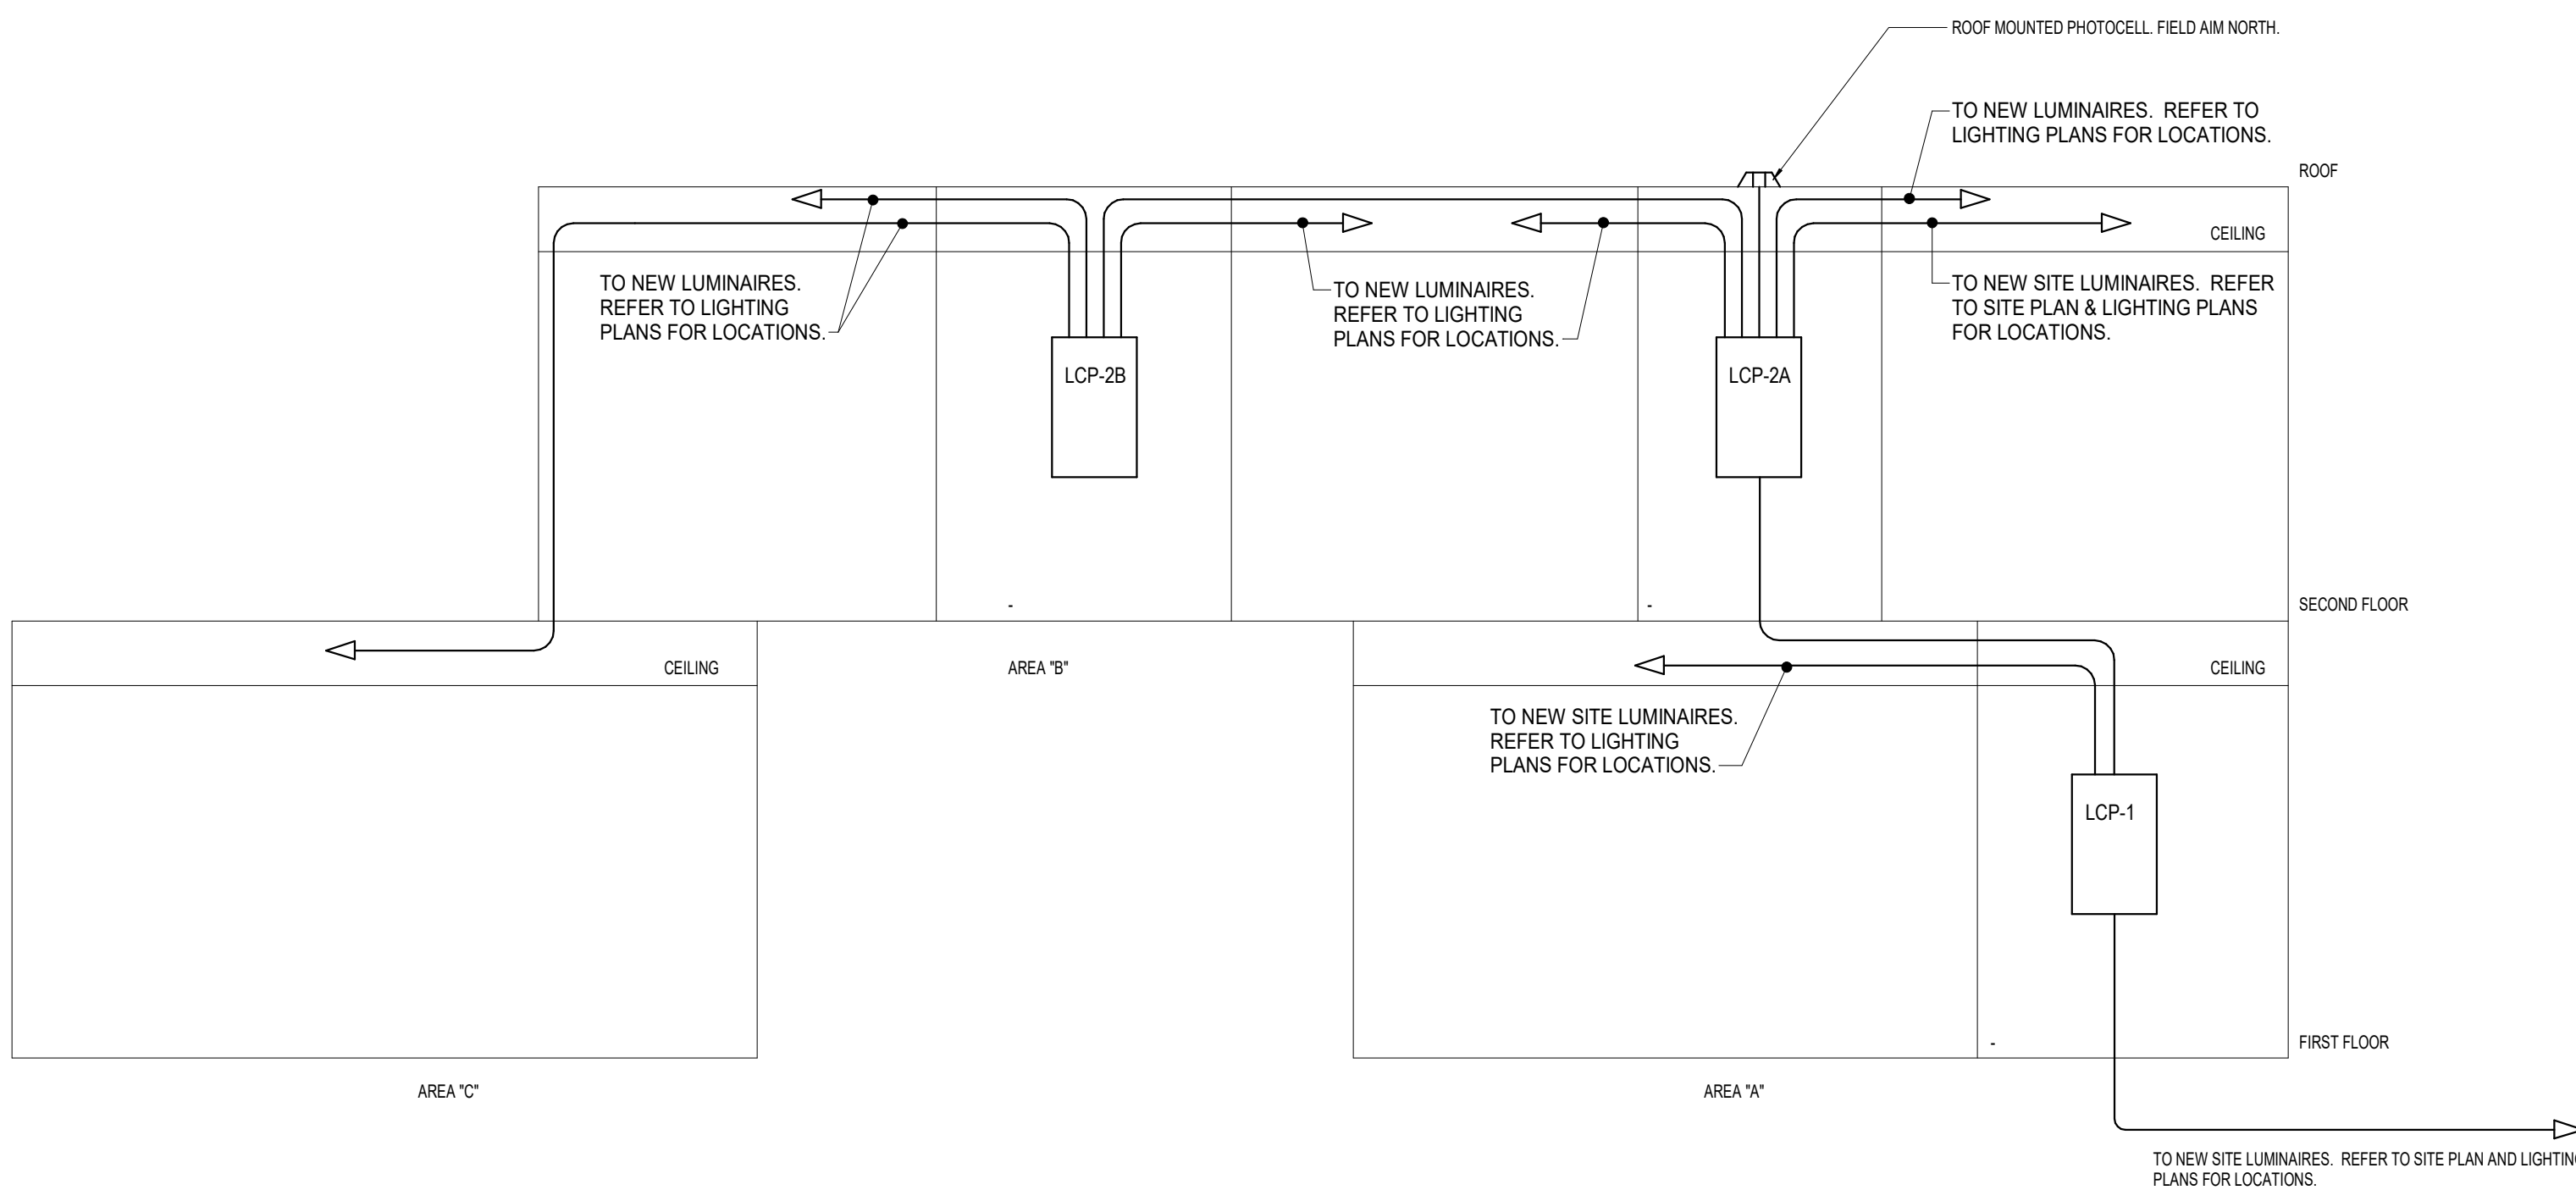 ROOF MOUNTED PHOTOCELL. FIELD AIM NORTH.
TO NEW LUMINAIRES. REFER TO
LIGHTING PLANS FOR LOCATIONS.
ROOF
CEILING
TO NEW LUMINAIRES.
REFER TO LIGHTING
PLANS FOR LOCATIONS.
TO NEW LUMINAIRES.
REFER TO LIGHTING
PLANS FOR LOCATIONS.
TO NEW SITE LUMINAIRES. REFER
TO SITE PLAN & LIGHTING PLANS
FOR LOCATIONS.
LCP-2B
LCP-2A
-
-
SECOND FLOOR
CEILING
AREA "B"
CEILING
TO NEW SITE LUMINAIRES.
REFER TO LIGHTING
PLANS FOR LOCATIONS.
LCP-1
-
FIRST FLOOR
AREA "C"
AREA "A"
TO NEW SITE LUMINAIRES. REFER TO SITE PLAN AND LIGHTING
PLANS FOR LOCATIONS.